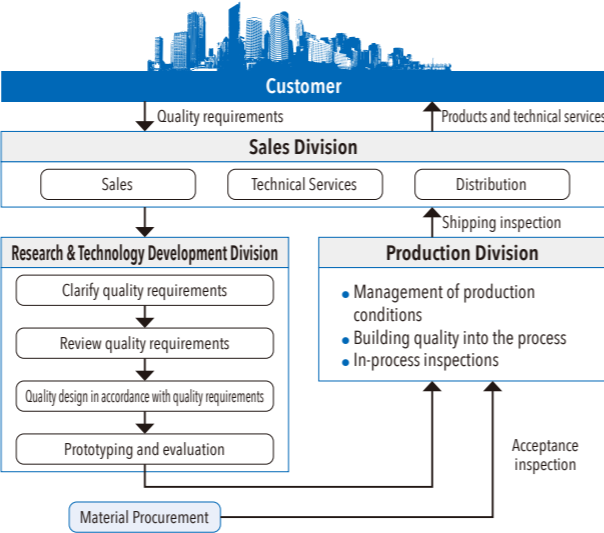 Customer
Quality requirements
Products and technical services
Sales Division
Sales
Technical Services
Distribution
Shipping inspection
Research & Technology Development Division
Clarify quality requirements
Review quality requirements
Quality design in accordance with quality requirements
Prototyping and evaluation
Production Division
• Management of production
conditions
• Building quality into the process
• In-process inspections
Acceptance
inspection
Material Procurement